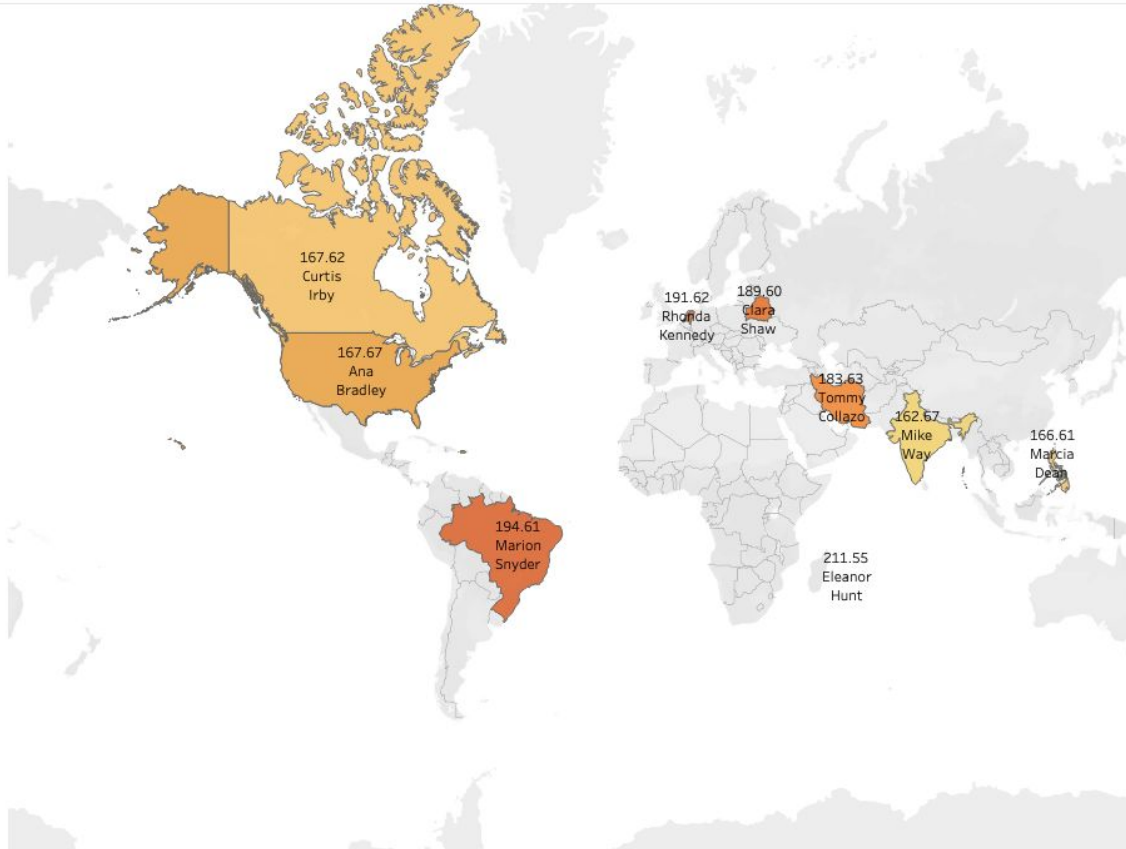 167.62
Curtis
Irby
167.67
Ana
Bradley
191.62
Rhonda
Kennedy
189.60
Clara
Shaw
183.63
Tommy
Collazo
162.67
Mike
Way
166.61
Marcia
Dean
194.61
Marion
Snyder
211.55
Eleanor
Hunt